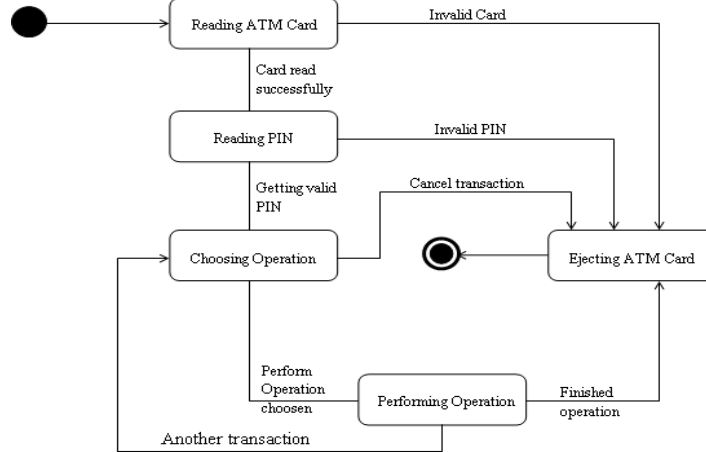 Reading ATM Card
Invalid Card
Card read
successfully
Reading PIN
Invalid PIN
Getting valid
PIN
Cancel transaction
Choosing Operation
Ejecting ATM Card
Perform
Operation
choosen
Performing Operation
Finished
operation
Another transaction